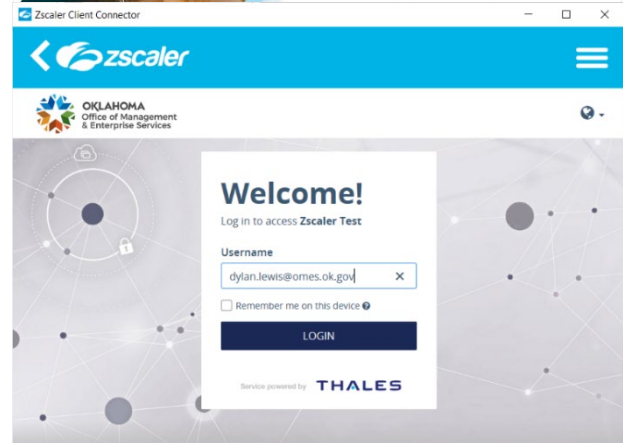 Zscaler Client Connector
zscaler
OKLAHOMA
Office of Management
& Enterprise Services
Welcome!
Log in to access Zscaler Test
Username
dylan.lewis@omes.ok.gov
Remember me on this device
LOGIN
Service powered by THALES